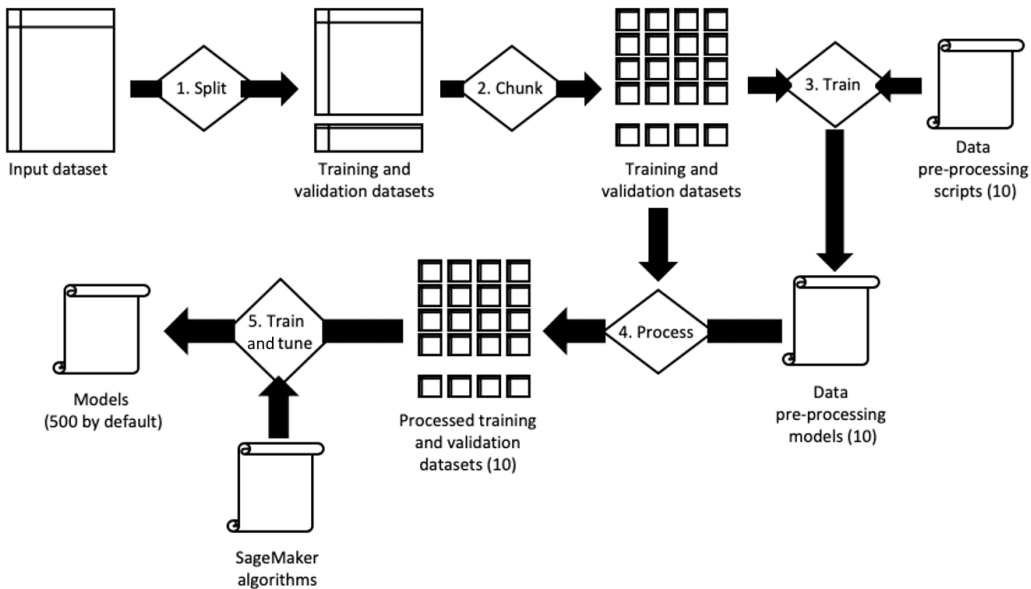 1. Split
2. Chunk
3. Train
Input dataset
Training and
validation datasets
Training and
validation datasets
Data
pre-processing
scripts (10)
5. Train
and tune
4. Process
Models
(500 by default)
Processed training
and validation
datasets (10)
Data
pre-processing
models (10)
SageMaker
algorithms